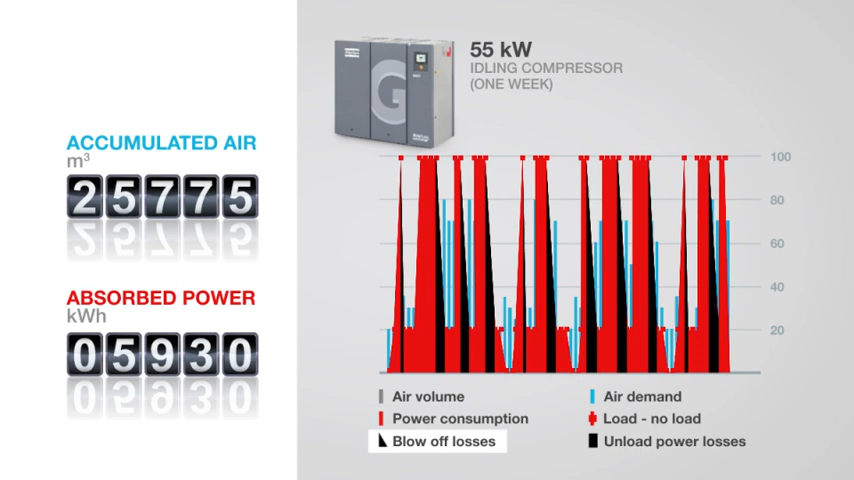 55 kW
IDLING COMPRESSOR
(ONE WEEK)
G
ACCUMULATED AIR
m³
25775
ABSORBED POWER
kWh
05930
100
80
60
40
20
Air volume
Air demand
Power consumption
Load - no load
Blow off losses
Unload power losses